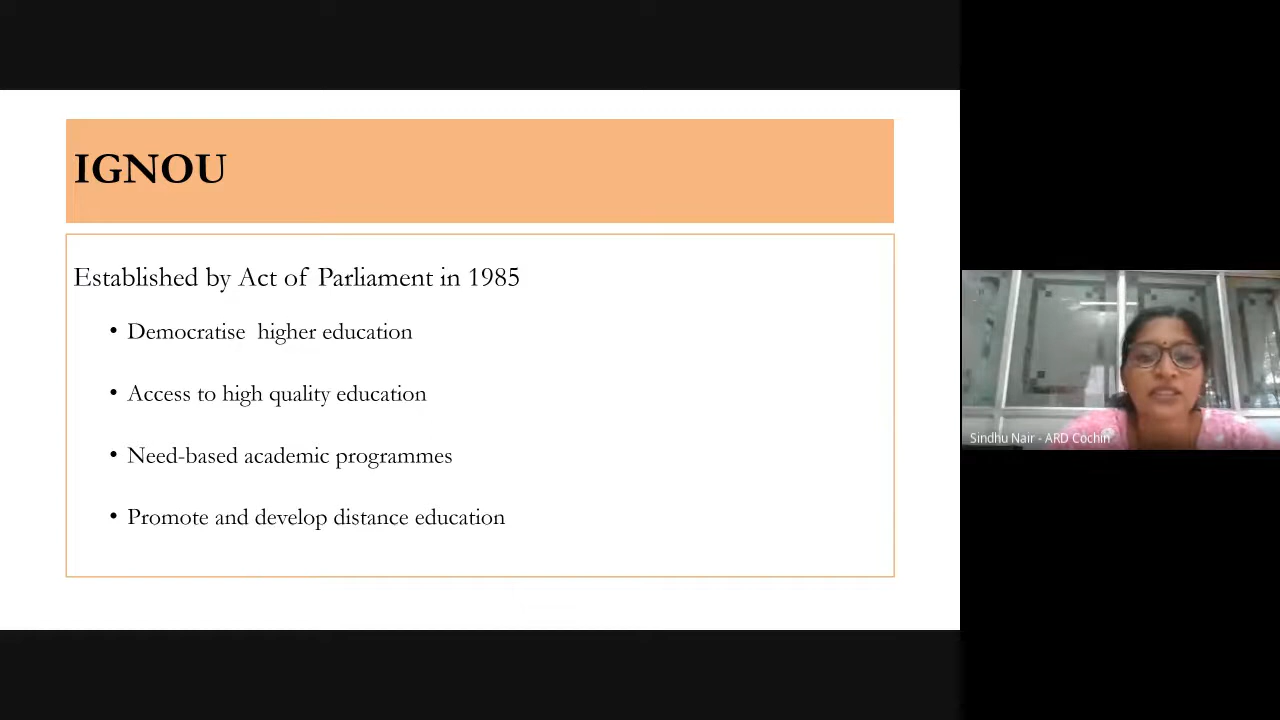 IGNOU
Established by Act of Parliament in 1985
• Democratise  higher education
• Access to high quality education
• Need-based academic programmes
• Promote and develop distance education
Sindhu Nair - ARD Cochin